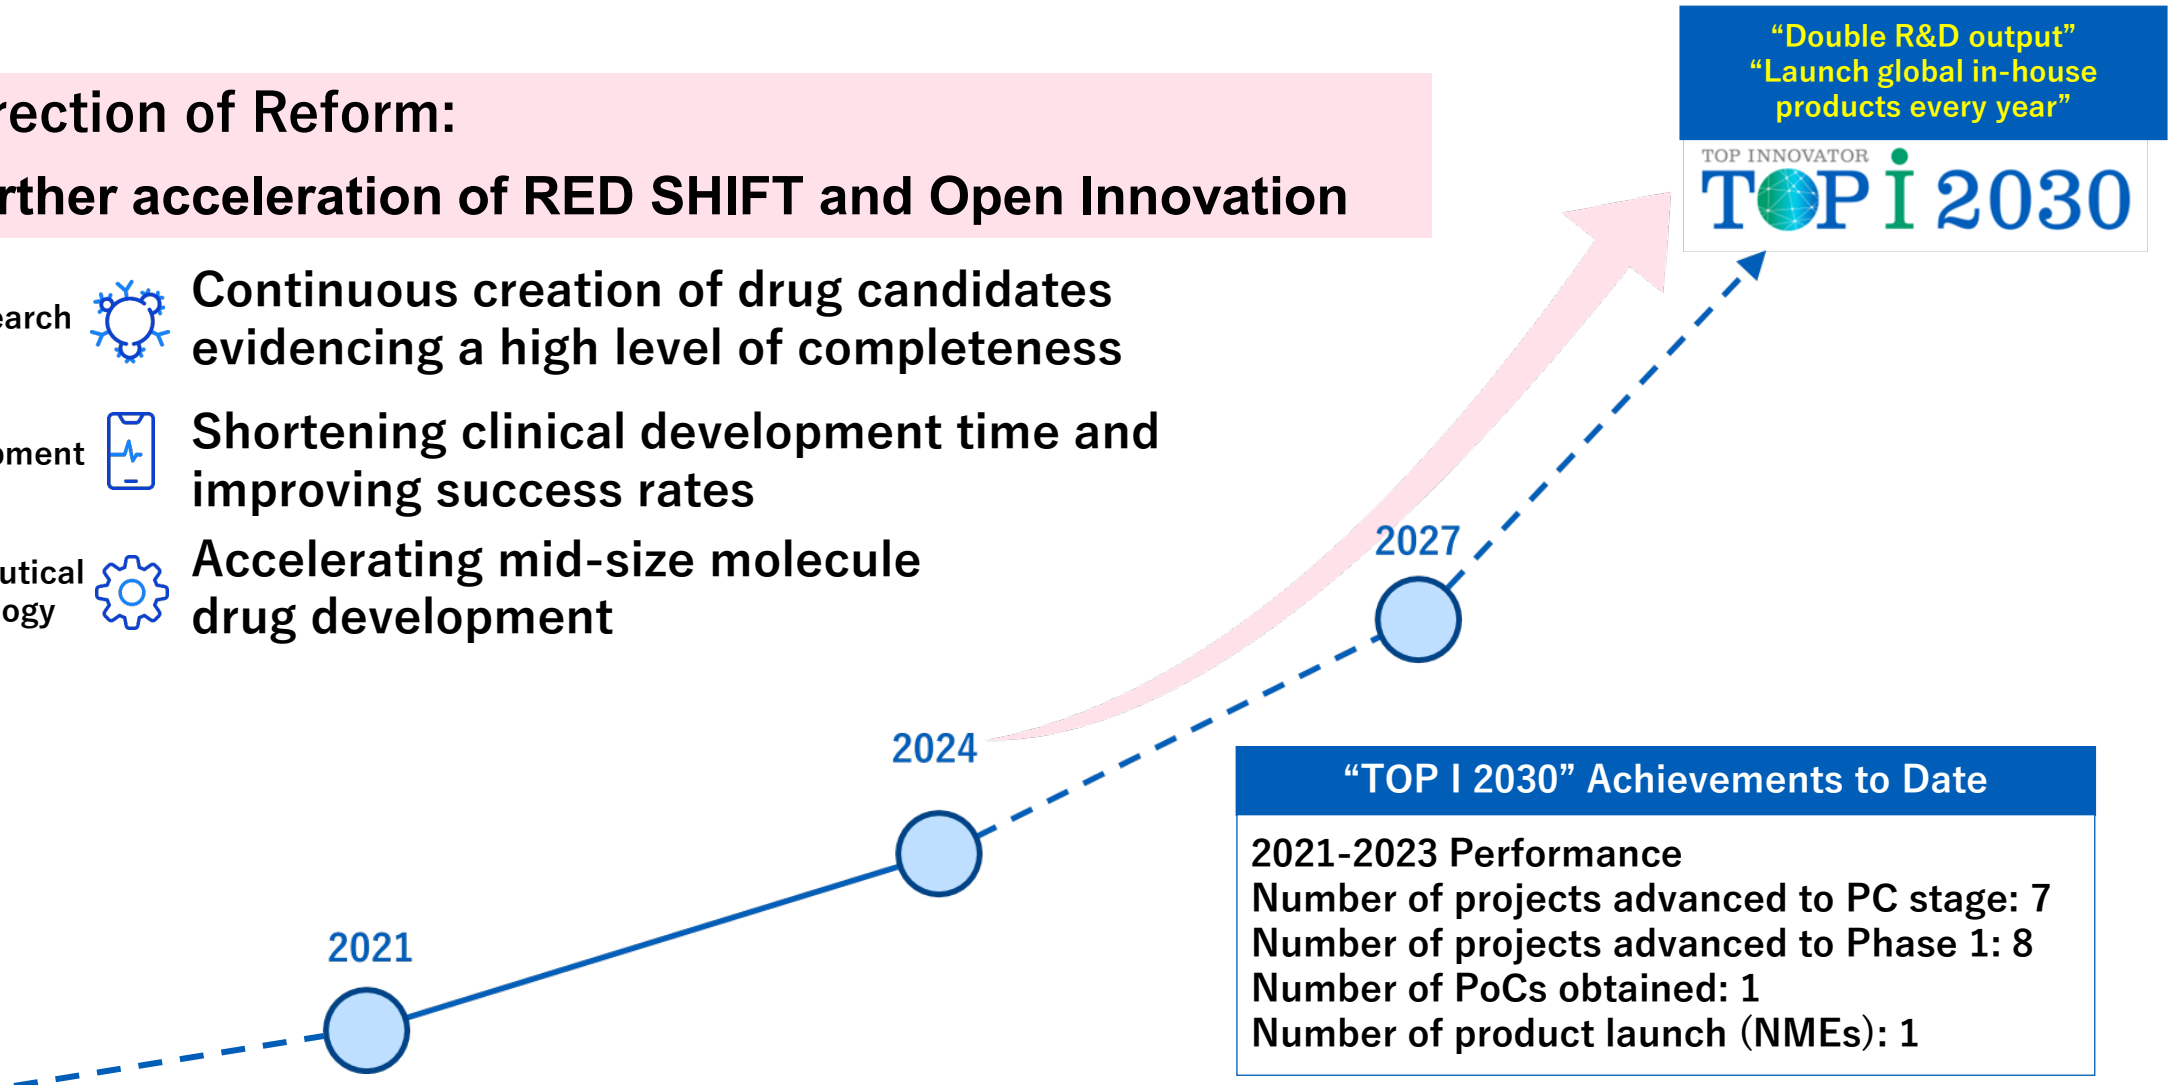 “Double R&D output”
“Launch global in-house
products every year”
TOP INNOVATOR
TOP I 2030
rection of Reform:
rther acceleration of RED SHIFT and Open Innovation
earch
Continuous creation of drug candidates
evidencing a high level of completeness
pment
Shortening clinical development time and
improving success rates
utical
ogy
Accelerating mid-size molecule
drug development
2027
2024
2021
“TOP I 2030” Achievements to Date
2021-2023 Performance
Number of projects advanced to PC stage: 7
Number of projects advanced to Phase 1: 8
Number of PoCs obtained: 1
Number of product launch (NMEs): 1